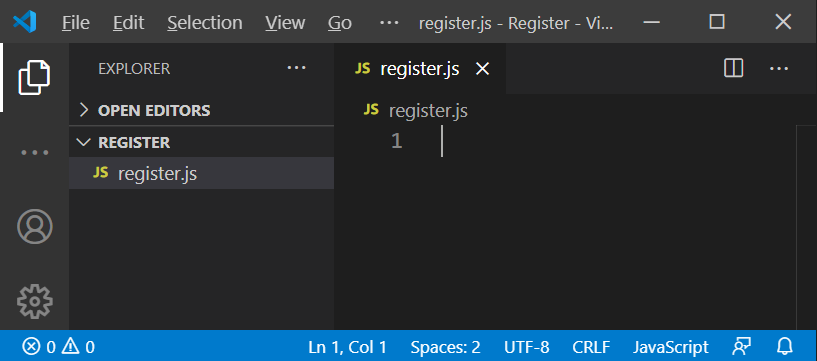 File Edit Selection View Go ··· register.js - Register - Vi...
EXPLORER ···
JS register.js
OPEN EDITORS
JS register.js
REGISTER
1
JS register.js
0 0 Ln 1, Col 1 Spaces: 2 UTF-8 CRLF JavaScript